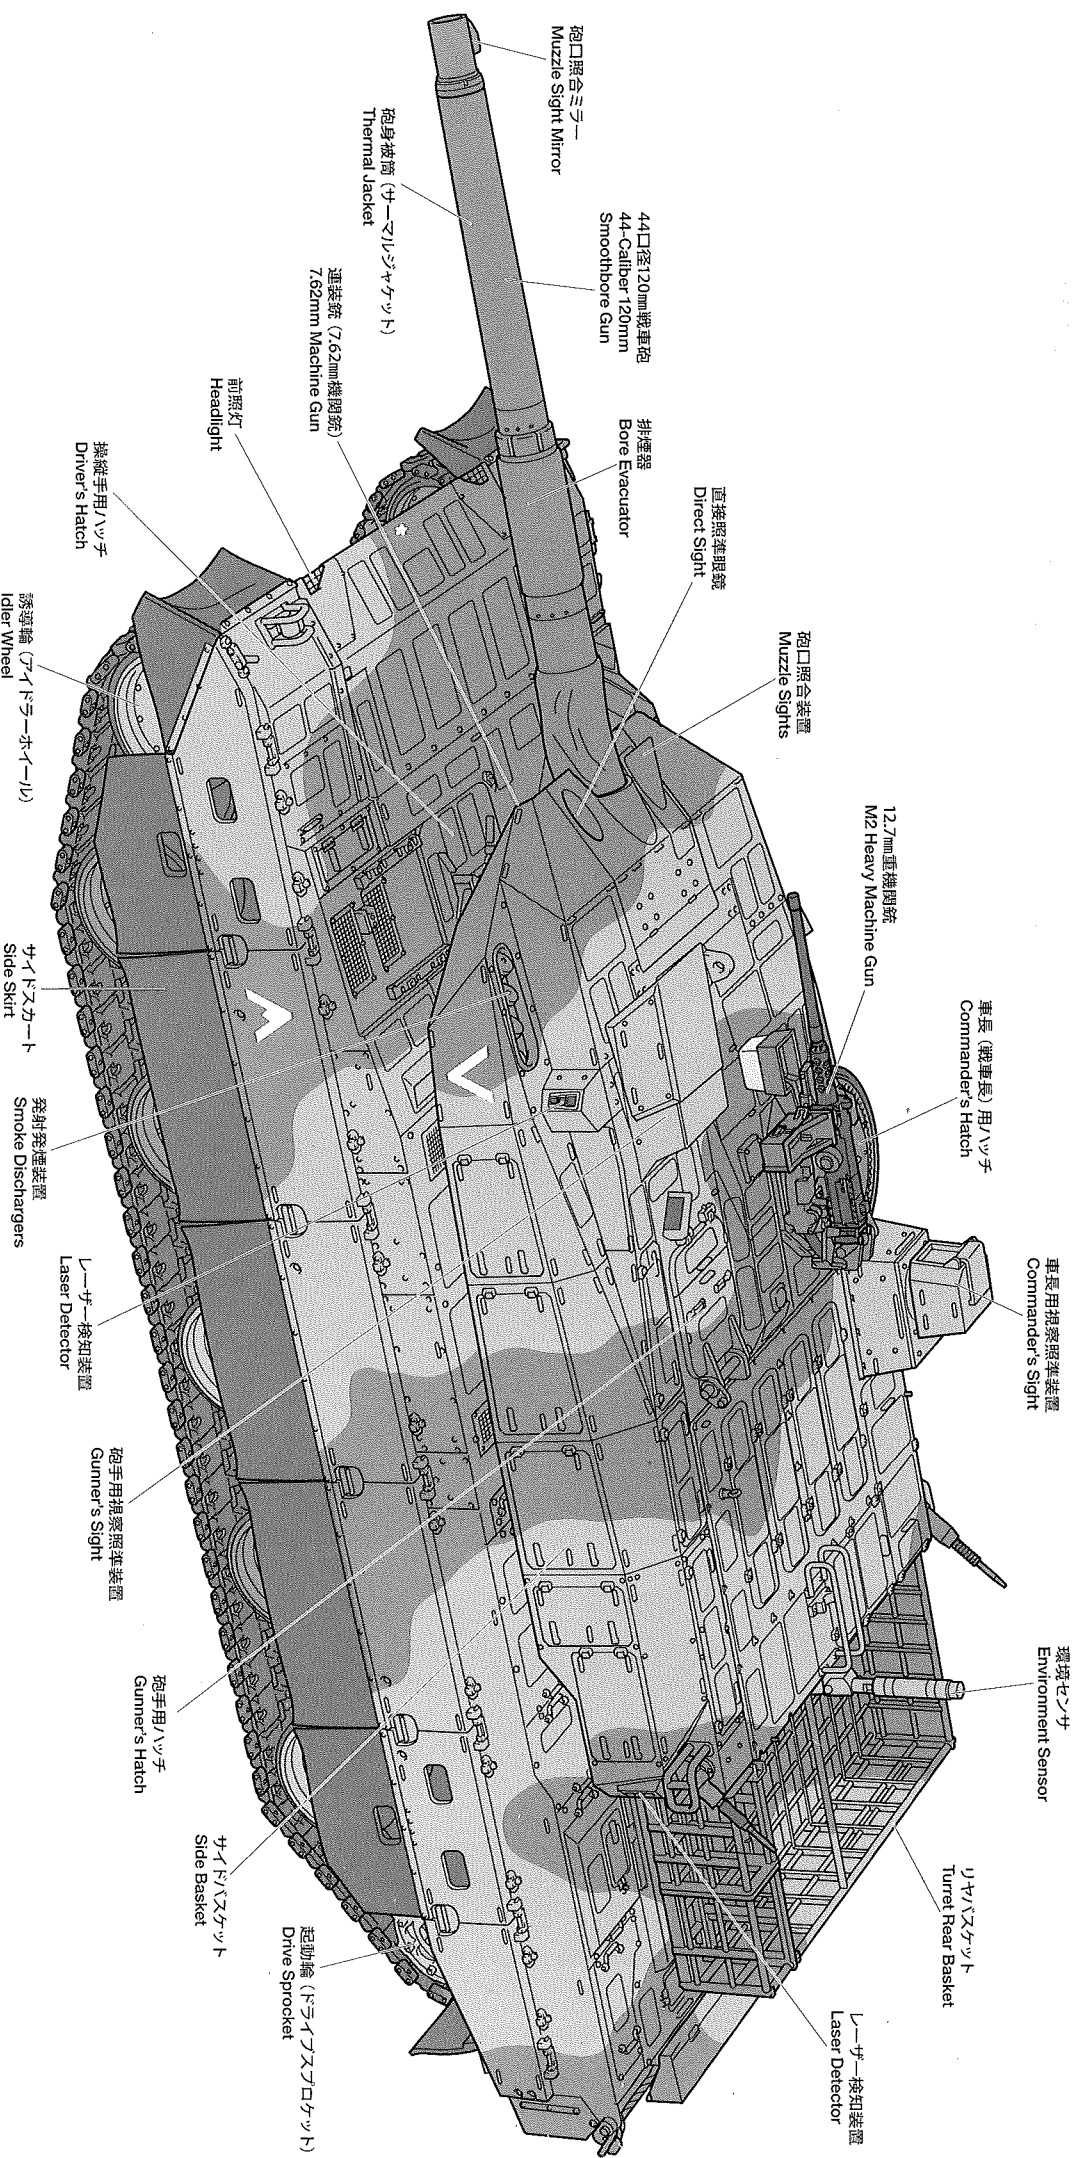 砲口照合ミラー
Muzzle Sight Mirror
砲身被筒 (サーマルジャケット)
Thermal Jacket
44口径120㎜戦車砲
44-Caliber 120mm
Smoothbore Gun
連装銃 (7.62㎜機関銃)
7.62mm Machine Gun
前照灯
Headlight
排煙器
Bore Evacuator
操縦手用ハッチ
Driver's Hatch
直接照準眼鏡
Direct Sight
誘導輪 (アイドラーホイール)
Idler Wheel
砲口照合装置
Muzzle Sights
12.7㎜重機関銃
M2 Heavy Machine Gun
サイドスカート
Side Skirt
車長 (戦車長) 用ハッチ
Commander's Hatch
発射発煙装置
Smoke Dischargers
レーザー検知装置
Laser Detector
車長用視察照準装置
Commander's Sight
砲手用視察照準装置
Gunner's Sight
砲手用ハッチ
Gunner's Hatch
環境センサ
Environment Sensor
サイドバスケット
Side Basket
リヤバスケット
Turret Rear Basket
起動輪 (ドライブスプロケット)
Drive Sprocket
レーザー検知装置
Laser Detector